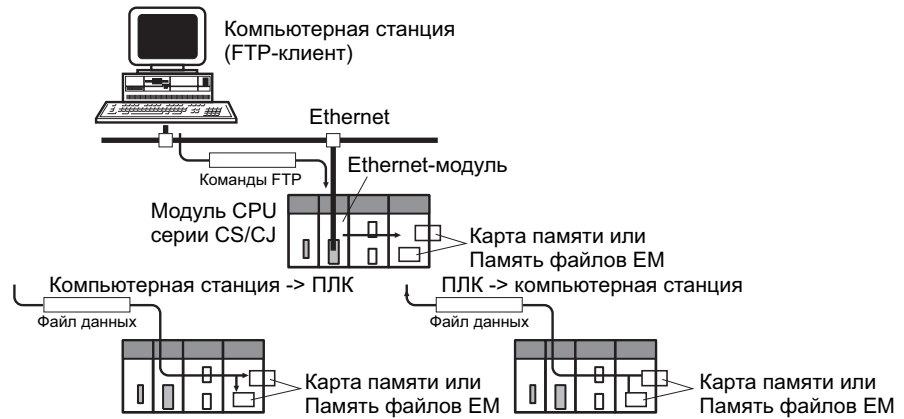 Компьютерная станция
(FTP-клиент)
Ethernet
Ethernet-модуль
Команды FTP
Модуль CPU
серии CS/CJ
Карта памяти или
Память файлов EM
Компьютерная станция -> ПЛК
ПЛК -> компьютерная станция
Файл данных
Файл данных
Карта памяти или
Память файлов EM
Карта памяти или
Память файлов EM